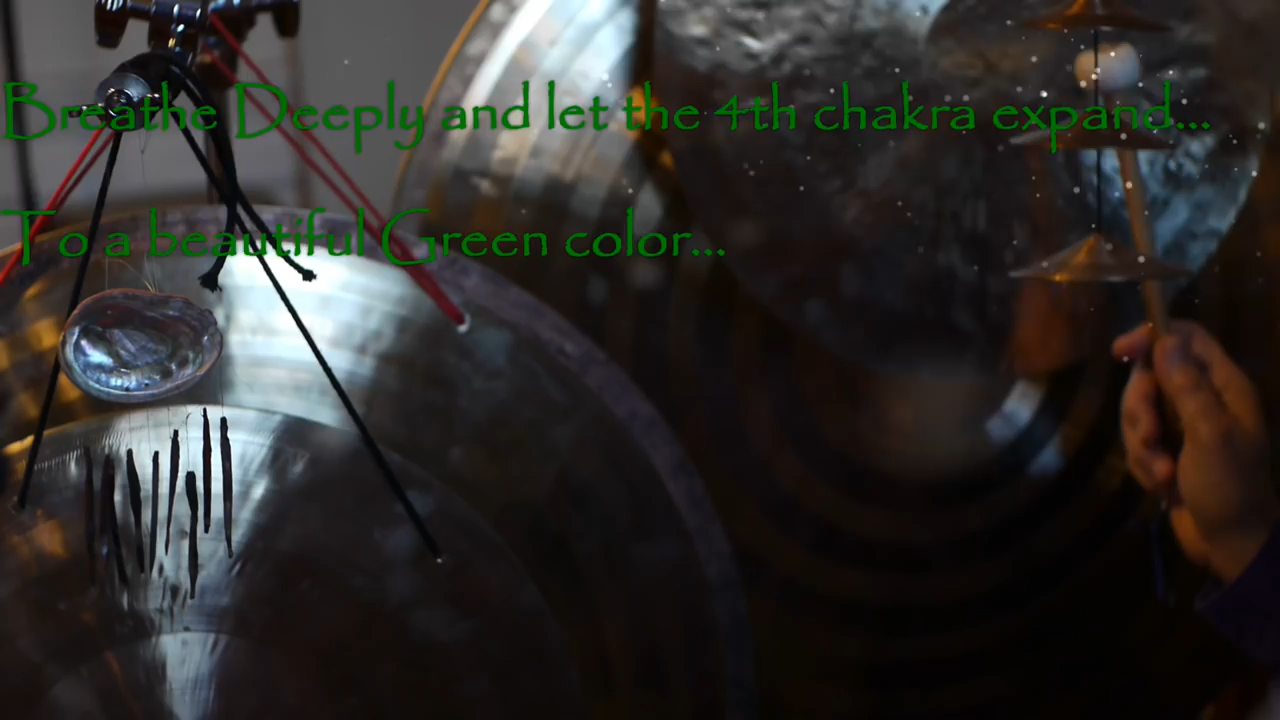 Breathe Deeply and let the 4th chakra expand...
To a beautiful Green color...